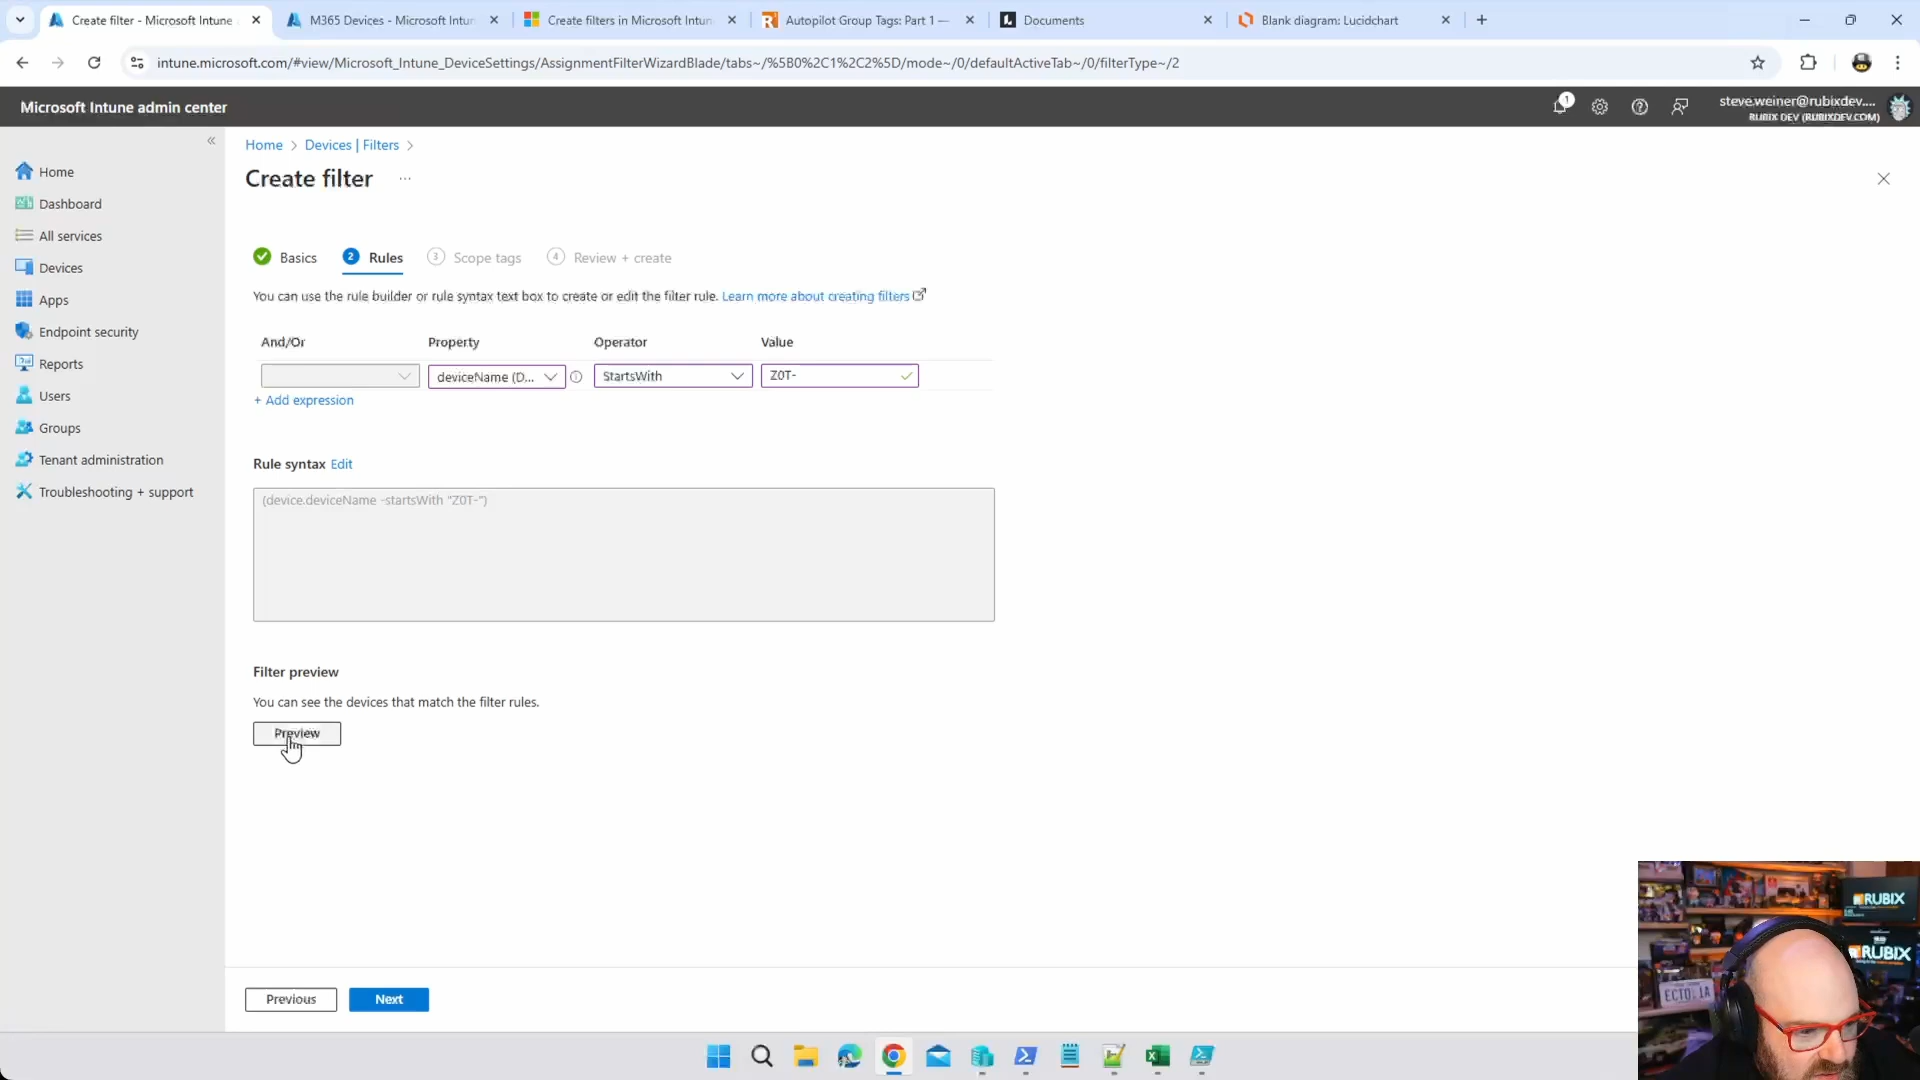 Create filter - Microsoft Intune
M365 Devices - Microsoft Intun
Create filters in Microsoft Intun
Autopilot Group Tags: Part 1 —
Documents
Blank diagram: Lucidchart
intune.microsoft.com/#view/Microsoft_Intune_DeviceSettings/AssignmentFilterWizardBlade/tabs~/%5B0%2C1%2C2%5D/mode~/0/defaultActiveTab~/0/filterType~/2
Microsoft Intune admin center
1
steve.weiner@rubixdev....
RUBIX DEV (RUBIXDEV.COM)
Home
Dashboard
All services
Devices
Apps
Endpoint security
Reports
Users
Groups
Tenant administration
Troubleshooting + support
Home > Devices | Filters >
Create filter ...
Basics
2 Rules
3 Scope tags
4 Review + create
You can use the rule builder or rule syntax text box to create or edit the filter rule. Learn more about creating filters
And/Or Property Operator Value
deviceName (D... StartsWith Z0T-
+ Add expression
Rule syntax Edit
(device.deviceName -startsWith "Z0T-")
Filter preview
You can see the devices that match the filter rules.
Preview
Previous
Next
RUBIX
RUBIX
ECTO.1A